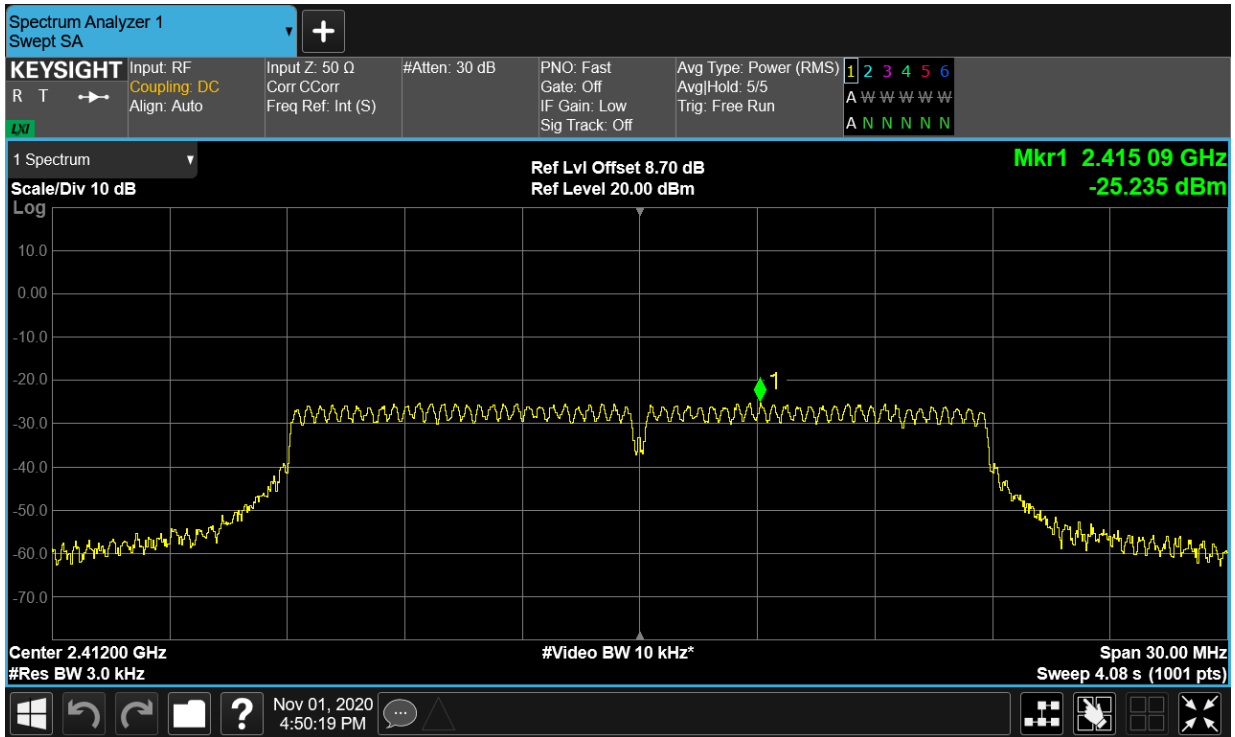 Spectrum Analyzer 1
Swept SA
KEYSIGHT
R T
LXI
Input: RF
Coupling: DC
Align: Auto
Input Z: 50 Ω
Corr CCorr
Freq Ref: Int (S)
#Atten: 30 dB
PNO: Fast
Gate: Off
IF Gain: Low
Sig Track: Off
Avg Type: Power (RMS)
Avg|Hold: 5/5
Trig: Free Run
1 2 3 4 5 6
A W W W W W
A N N N N N
1 Spectrum
Scale/Div 10 dB
Log
Ref Lvl Offset 8.70 dB
Ref Level 20.00 dBm
Mkr1 2.415 09 GHz
-25.235 dBm
10.0
0.00
-10.0
-20.0
-30.0
-40.0
-50.0
-60.0
-70.0
1
Center 2.41200 GHz
#Res BW 3.0 kHz
#Video BW 10 kHz*
Span 30.00 MHz
Sweep 4.08 s (1001 pts)
Nov 01, 2020
4:50:19 PM